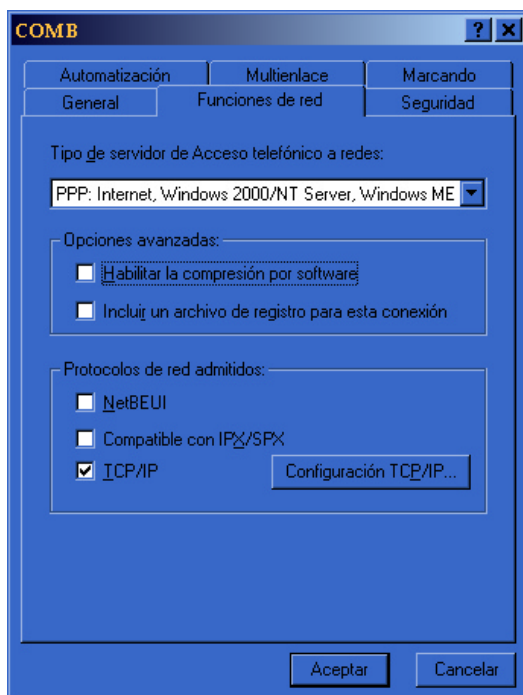 COMB
Automatización Multienlace Marcando
General Funciones de red Seguridad
Tipo de servidor de Acceso telefónico a redes:
PPP: Internet, Windows 2000/NT Server, Windows ME
Opciones avanzadas:
Habilitar la compresión por software
Incluir un archivo de registro para esta conexión
Protocolos de red admitidos:
NetBEUI
Compatible con IPX/SPX
TCP/IP Configuración TCP/IP...
Aceptar Cancelar